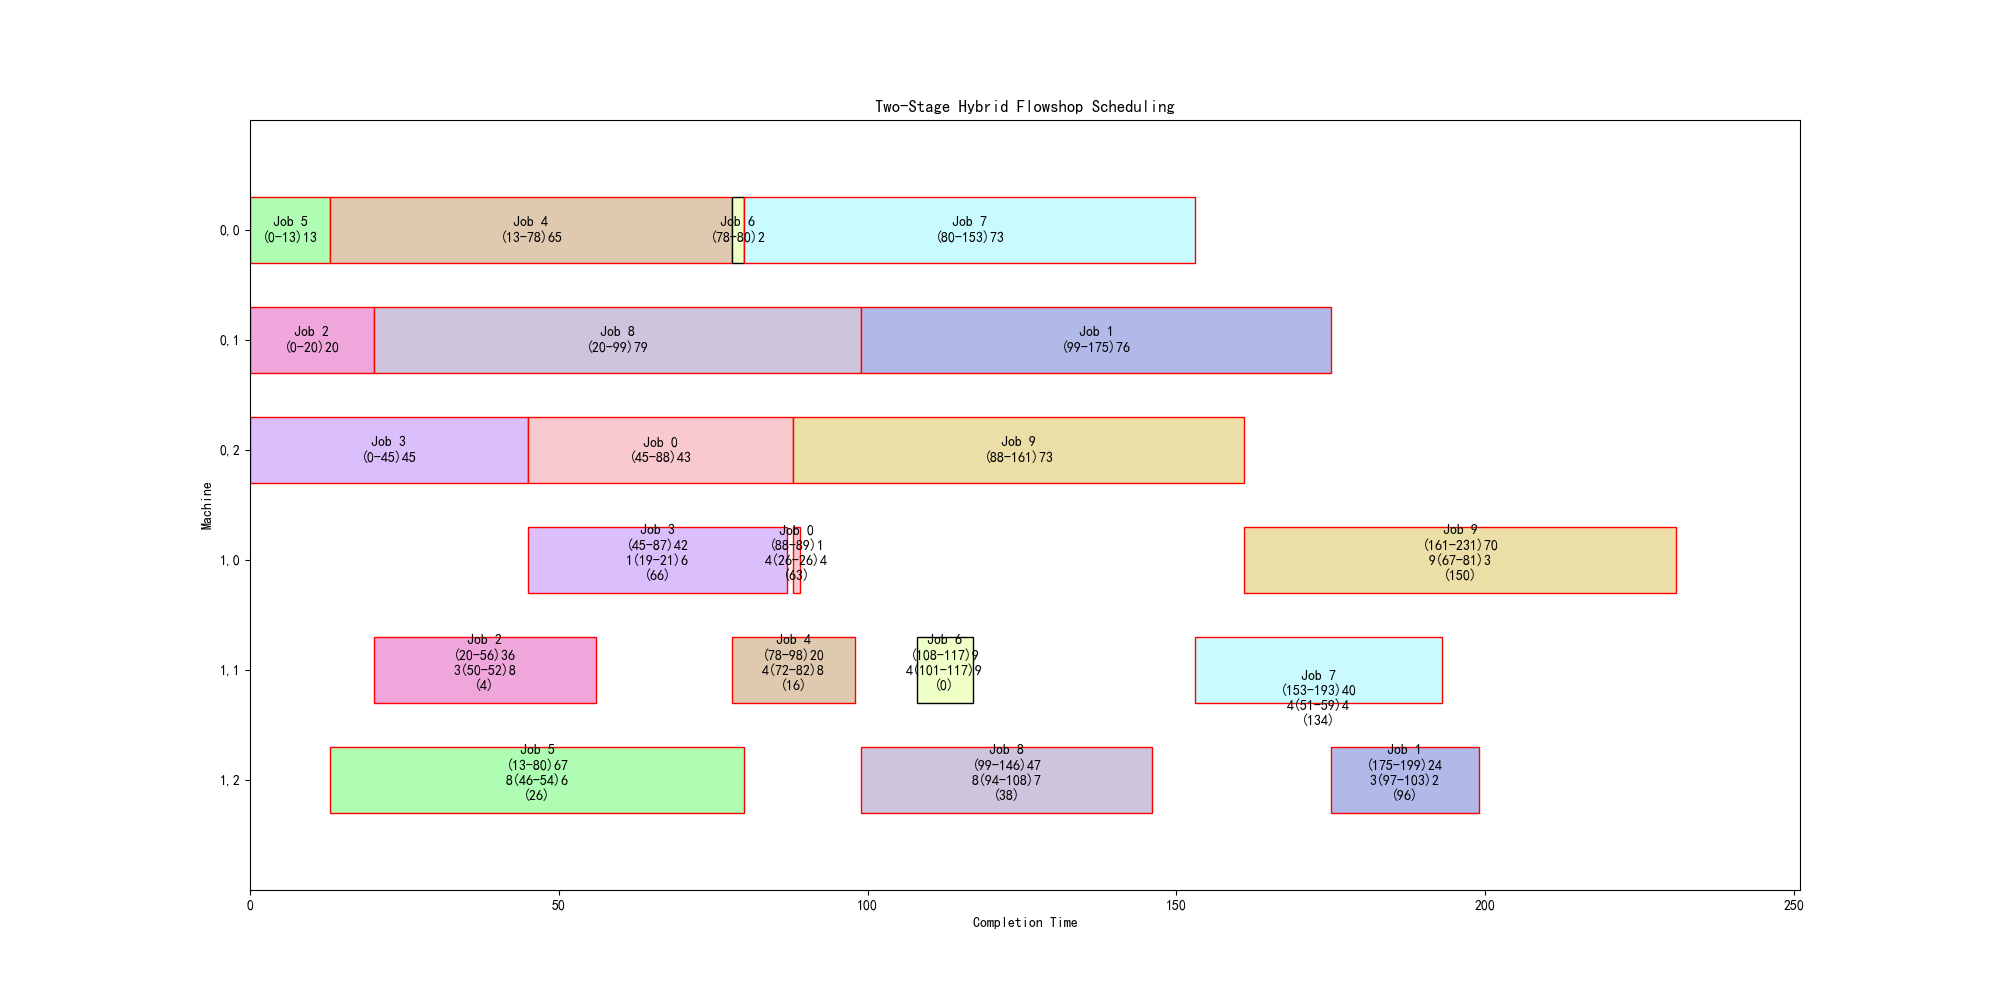 Two-Stage Hybrid Flowshop Scheduling
Machine
0,0
Job 5
(0-13)13
Job 4
(13-78)65
Job 6
(78-80)2
Job 7
(80-153)73
0,1
Job 2
(0-20)20
Job 8
(20-99)79
Job 1
(99-175)76
0,2
Job 3
(0-45)45
Job 0
(45-88)43
Job 9
(88-161)73
1,0
Job 3
(45-87)42
1(19-21)6
(66)
Job 0
(88-89)1
4(26-26)4
(63)
Job 9
(161-231)70
9(67-81)3
(150)
1,1
Job 2
(20-56)36
3(50-52)8
(4)
Job 4
(78-98)20
4(72-82)8
(16)
Job 6
(108-117)9
4(101-117)9
(0)
Job 7
(153-193)40
4(51-59)4
(134)
1,2
Job 5
(13-80)67
8(46-54)6
(26)
Job 8
(99-146)47
8(94-108)7
(38)
Job 1
(175-199)24
3(97-103)2
(96)
0
50
100
150
200
250
Completion Time